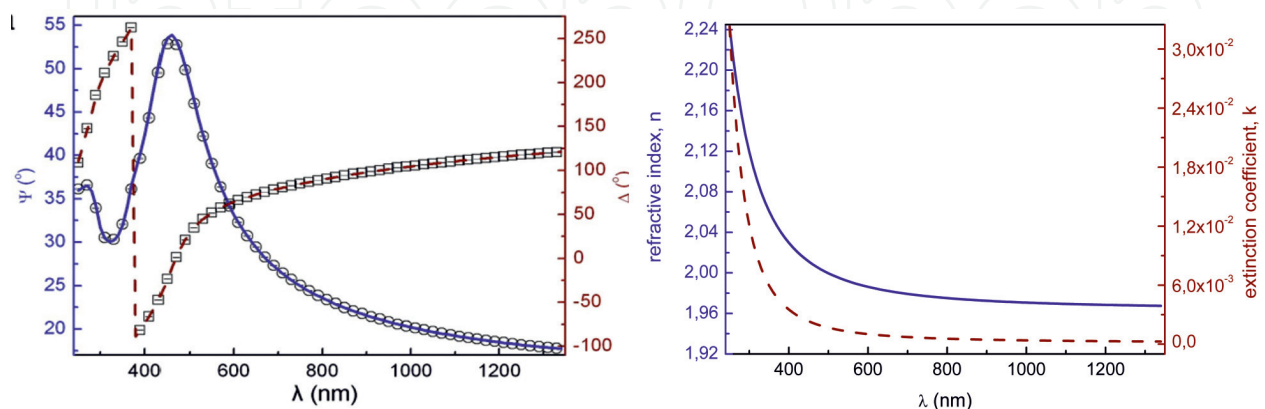 55
50
45
40
35
30
25
20
Ψ (°)
250
200
150
100
50
0
-50
-100
Δ (°)
400 600 800 1000 1200
λ (nm)
2,24
2,20
2,16
2,12
2,08
2,04
2,00
1,96
1,92
refractive index, n
3,0x10⁻²
2,4x10⁻²
1,8x10⁻²
1,2x10⁻²
6,0x10⁻³
0,0
extinction coefficient, k
400 600 800 1000 1200
λ (nm)